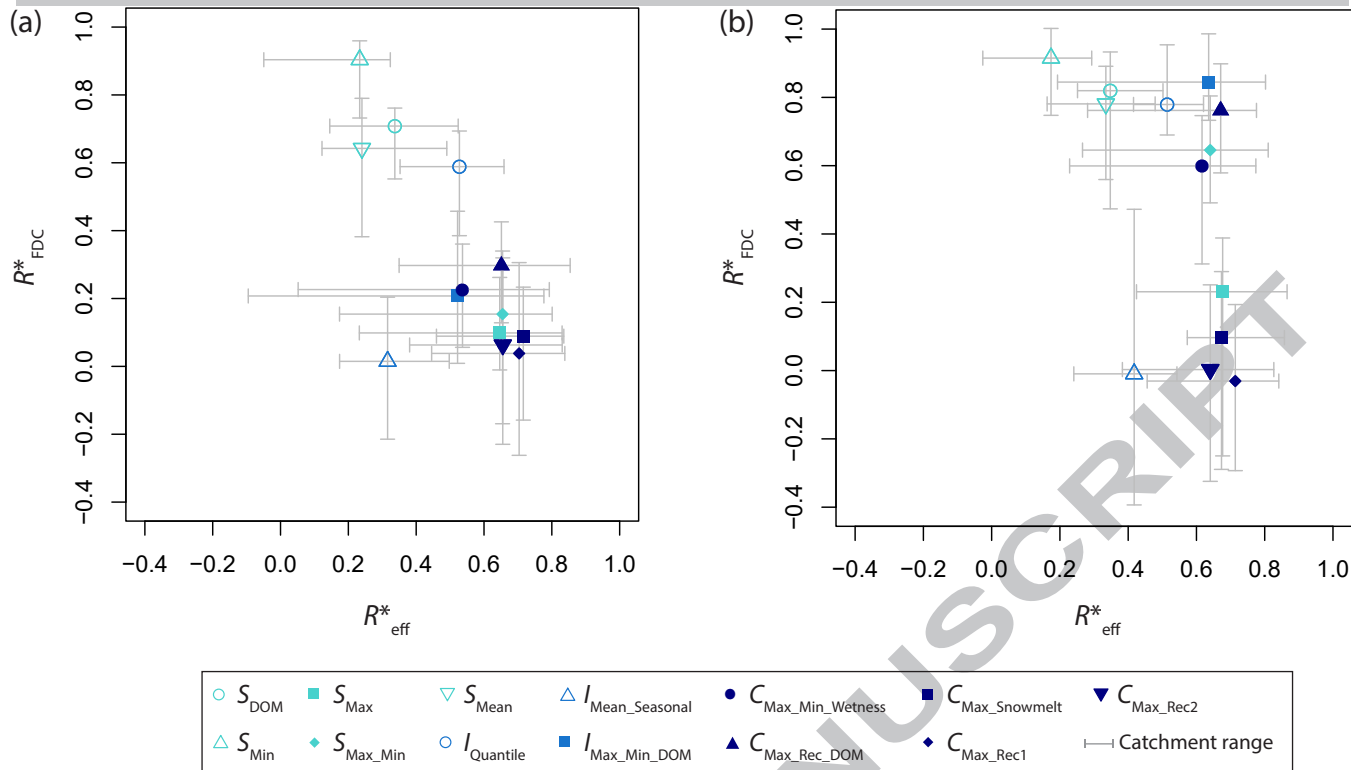 (a)
1.0
0.8
0.6
0.4
0.2
0.0
−0.2
−0.4
R*FDC
−0.4 −0.2 0.0 0.2 0.4 0.6 0.8 1.0
R*eff
(b)
1.0
0.8
0.6
0.4
0.2
0.0
−0.2
−0.4
R*FDC
−0.4 −0.2 0.0 0.2 0.4 0.6 0.8 1.0
R*eff
NUSCRIPT
SDOM SMax SMean IMean_Seasonal CMax_Min_Wetness CMax_Snowmelt CMax_Rec2
SMin SMax_Min IQuantile IMax_Min_DOM CMax_Rec_DOM CMax_Rec1 Catchment range